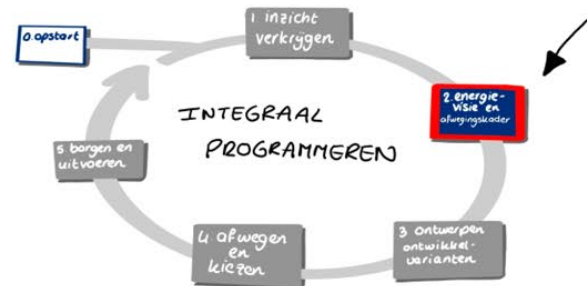 0. opstart
1. inzicht
verkrijgen
2. energie-
visie en
afwegingskader
INTEGRAAL
PROGRAMMEREN
3 ontwerpen
ontwikkel-
varianten
4. afwegen
en
kiezen
5 borgen en
uitvoeren